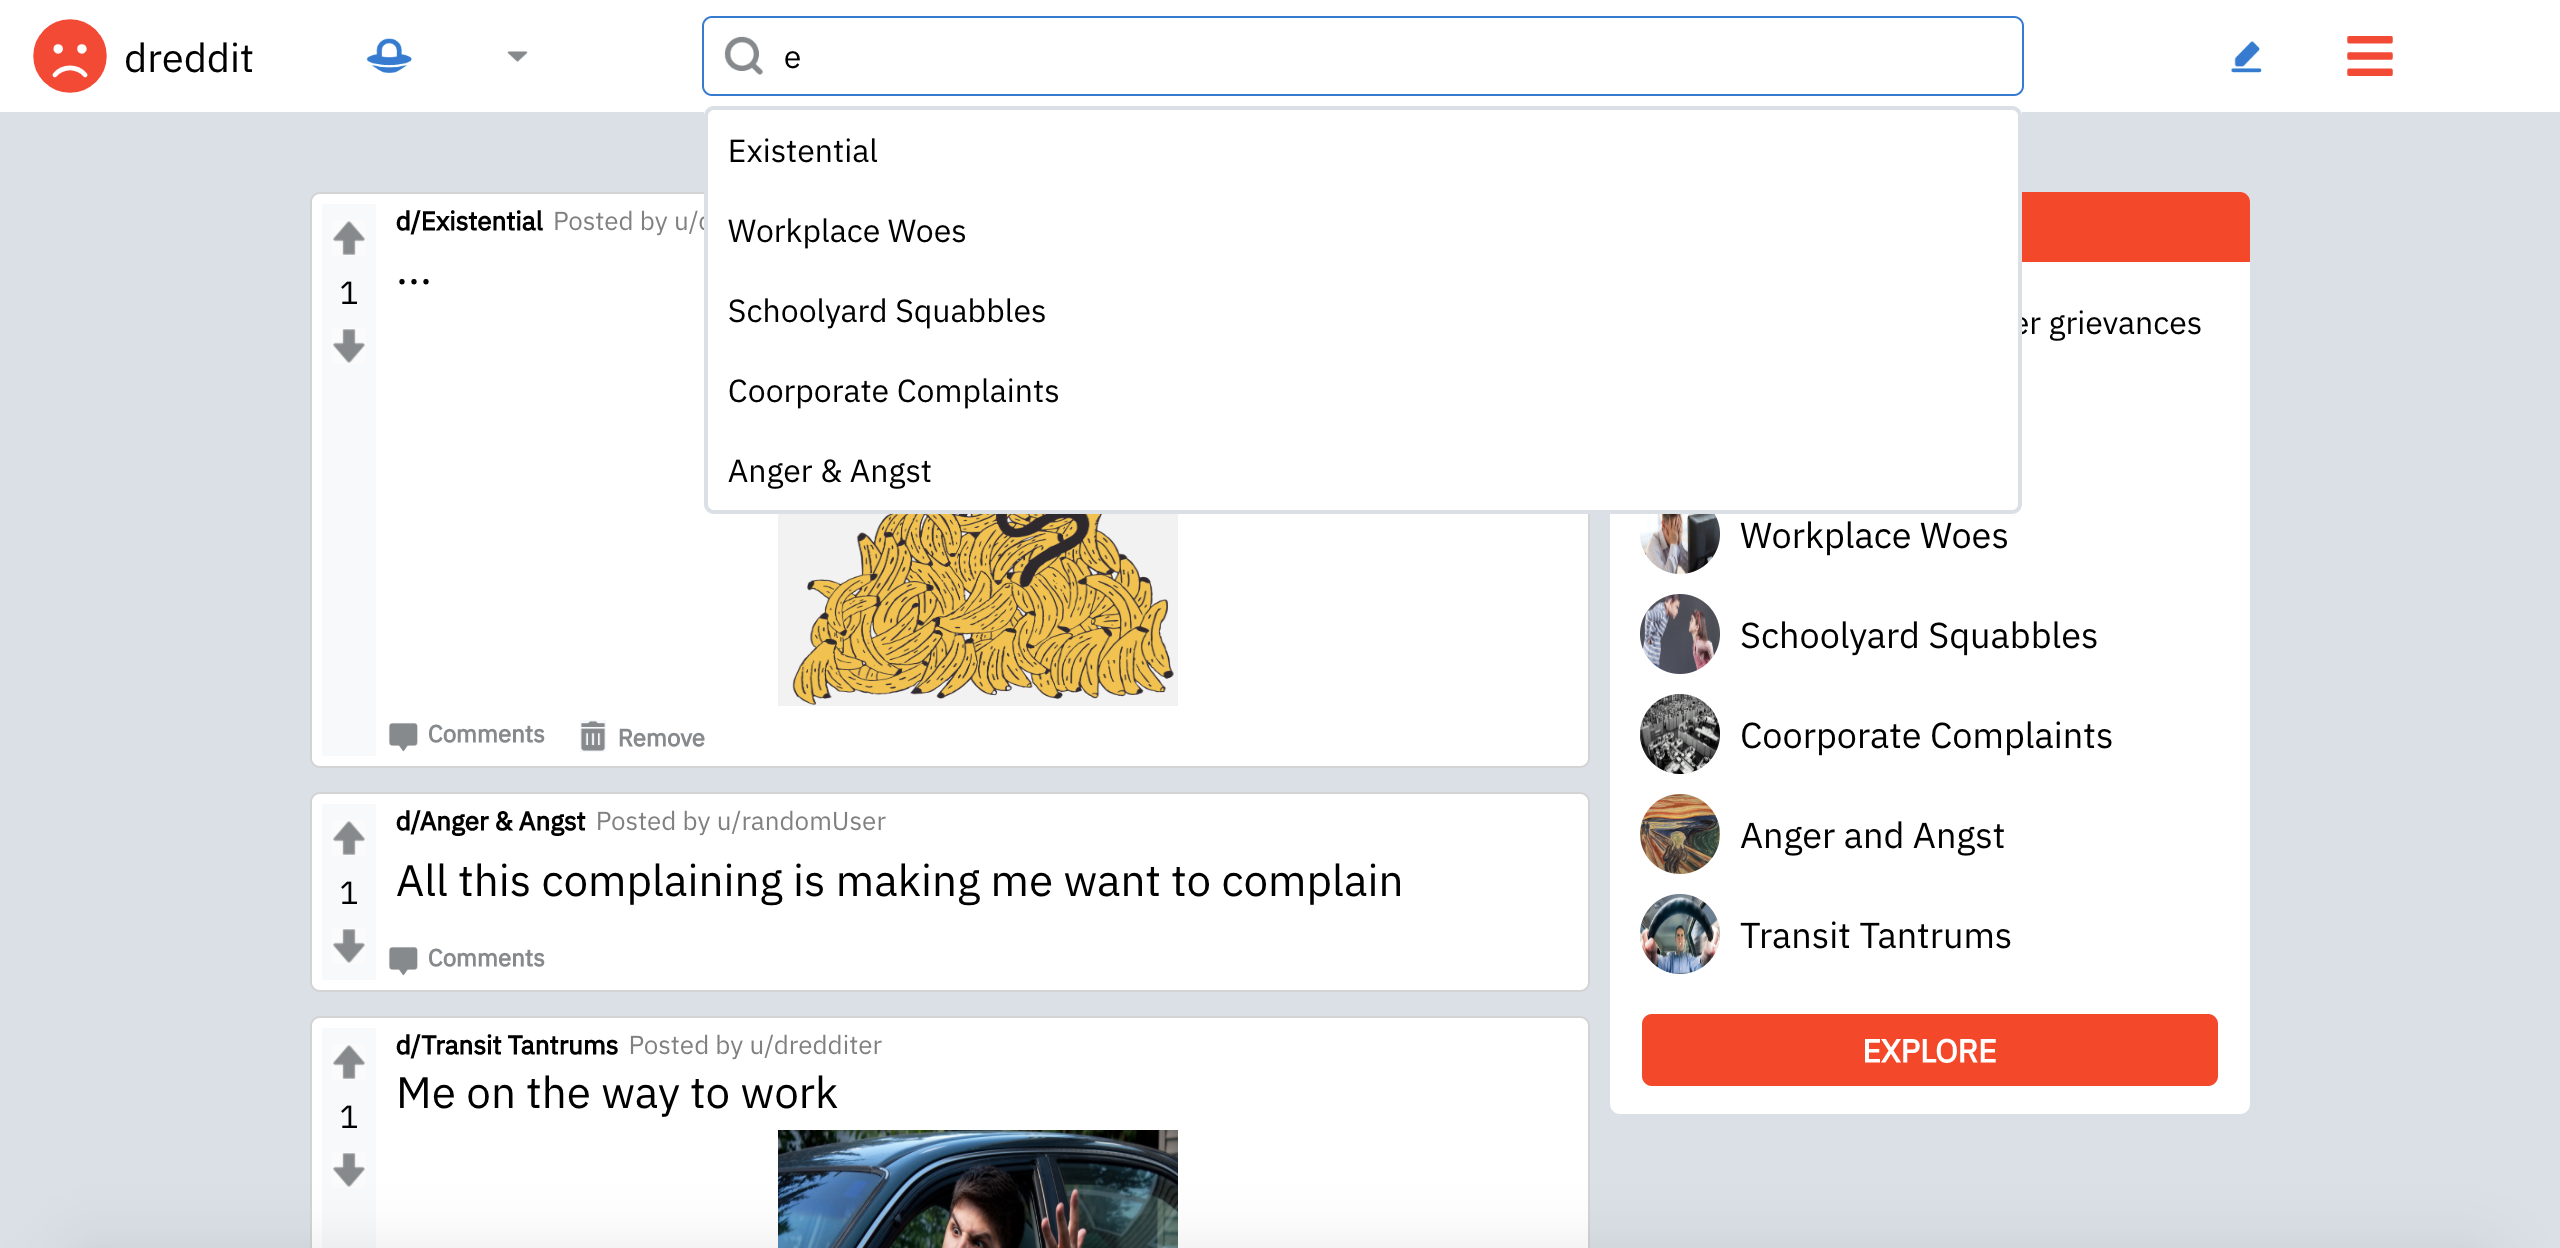 dreddit
e
Existential
Workplace Woes
Schoolyard Squabbles
Coorporate Complaints
Anger & Angst
d/Existential Posted by
...
1
Comments
Remove
grievances
Workplace Woes
Schoolyard Squabbles
Coorporate Complaints
Anger and Angst
Transit Tantrums
EXPLORE
d/Anger & Angst Posted by u/randomUser
1
All this complaining is making me want to complain
Comments
d/Transit Tantrums Posted by u/dredditer
Me on the way to work
1